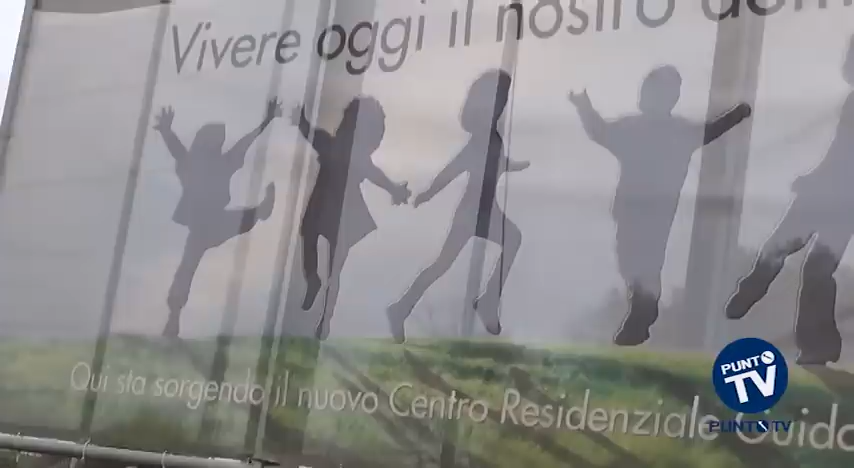 Vivere oggi il nostro
Qui sta sorgendo il nuovo Centro Residenziale
PUNTO
TV
PUNTO TV